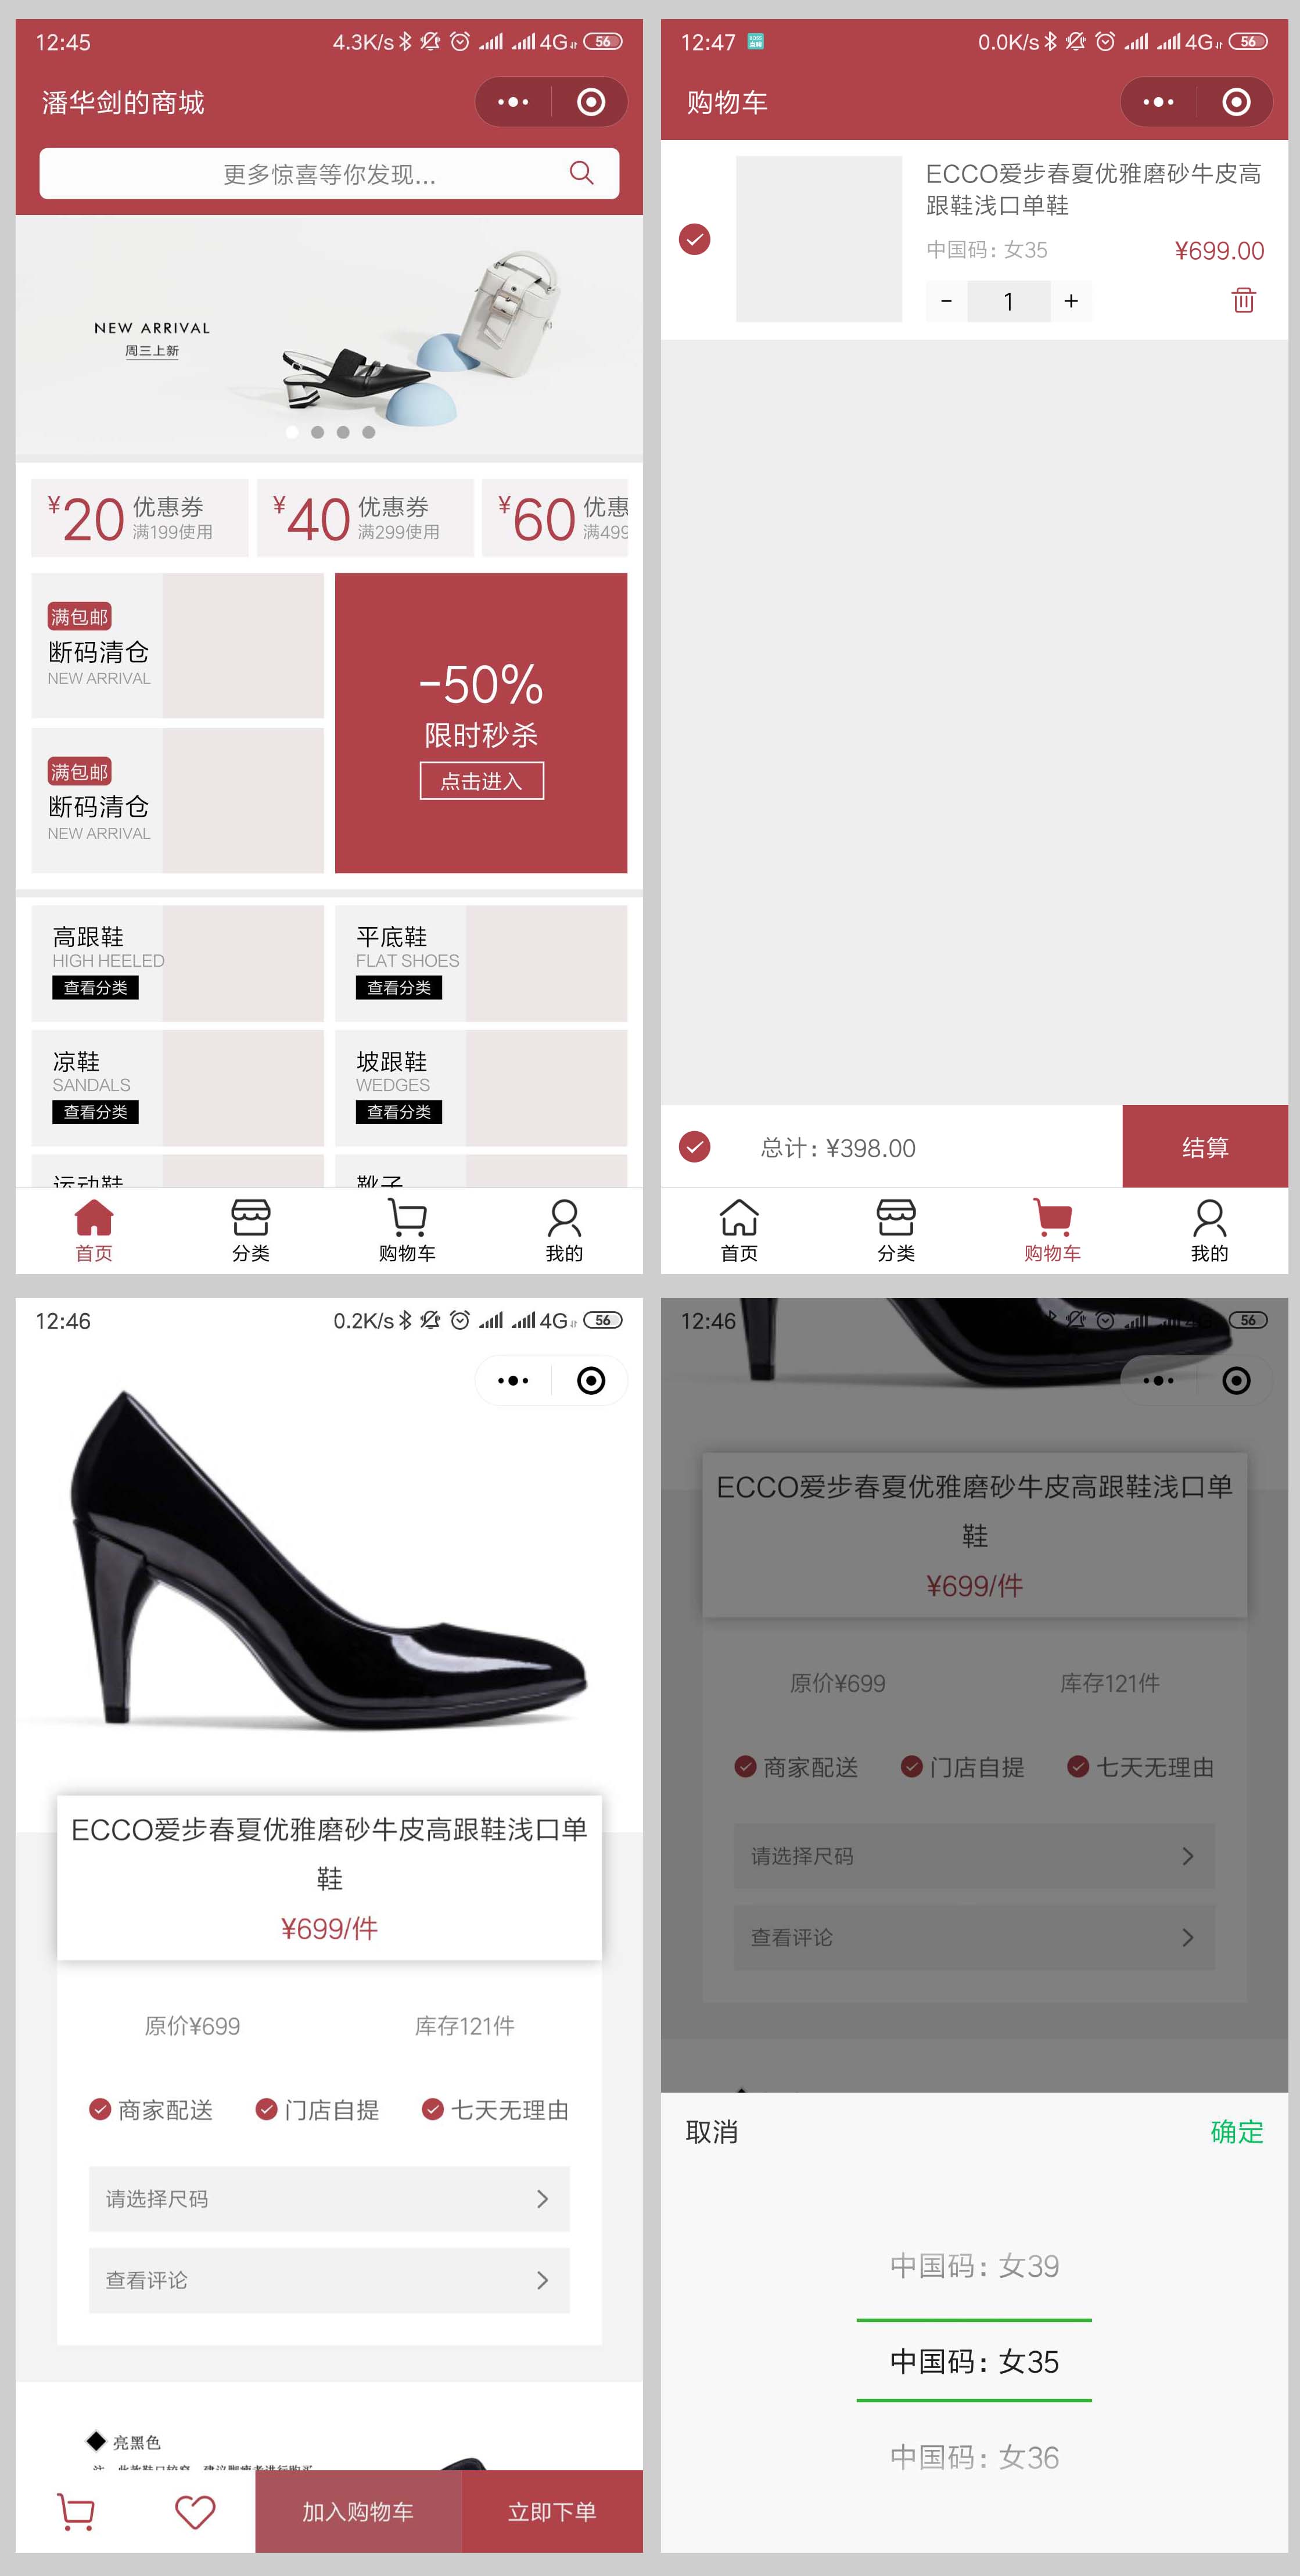 12:45
4.3K/s
4G
56
潘华剑的商城
更多惊喜等你发现...
NEW ARRIVAL
周三上新
¥20 优惠券
满199使用
¥40 优惠券
满299使用
¥60 优惠
满499
满包邮
断码清仓
NEW ARRIVAL
满包邮
断码清仓
NEW ARRIVAL
-50%
限时秒杀
点击进入
高跟鞋
HIGH HEELED
查看分类
平底鞋
FLAT SHOES
查看分类
凉鞋
SANDALS
查看分类
坡跟鞋
WEDGES
查看分类
运动鞋
靴子
首页
分类
购物车
我的
12:47
0.0K/s
4G
56
购物车
ECCO爱步春夏优雅磨砂牛皮高
跟鞋浅口单鞋
中国码：女35
¥699.00
- 1 +
总计：¥398.00
结算
首页
分类
购物车
我的
12:46
0.2K/s
4G
56
ECCO爱步春夏优雅磨砂牛皮高跟鞋浅口单
鞋
¥699/件
原价¥699
库存121件
商家配送
门店自提
七天无理由
请选择尺码
查看评论
亮黑色
加入购物车
立即下单
12:46
56
ECCO爱步春夏优雅磨砂牛皮高跟鞋浅口单
鞋
¥699/件
原价¥699
库存121件
商家配送
门店自提
七天无理由
请选择尺码
查看评论
取消
确定
中国码：女39
中国码：女35
中国码：女36